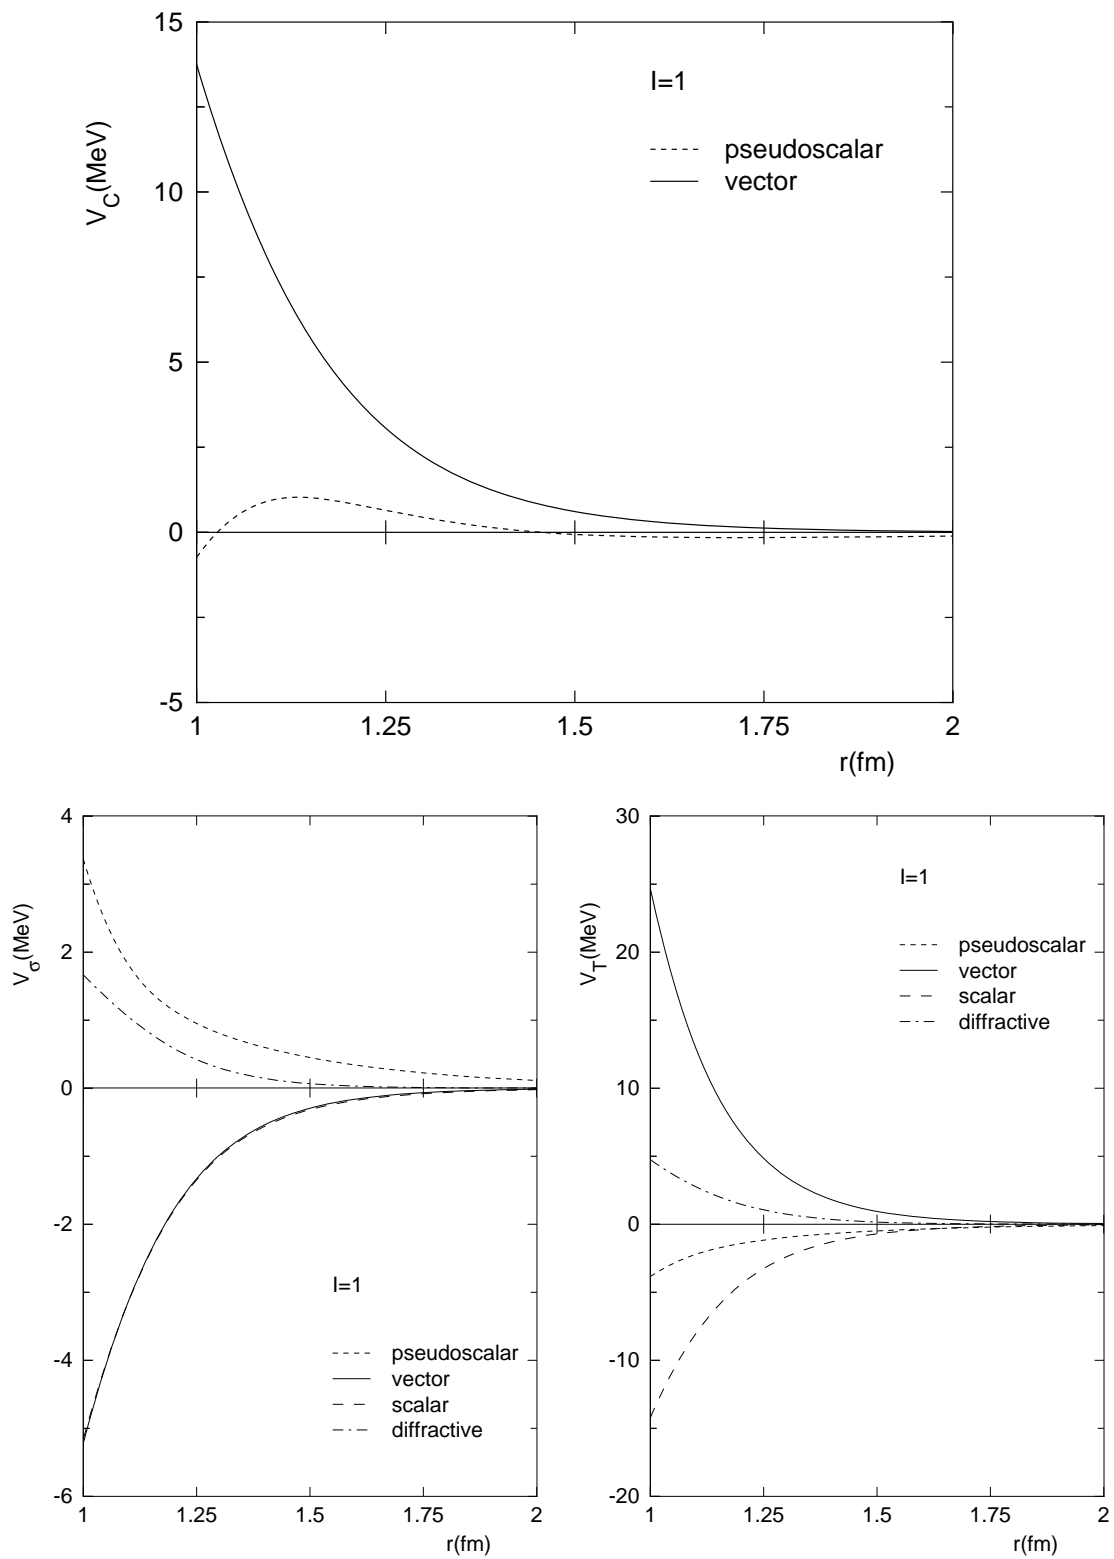 15
10
5
0
-5
V_C(MeV)
I=1
pseudoscalar
vector
1 1.25 1.5 1.75 2
r(fm)
4
2
0
-2
-4
-6
V_σ(MeV)
I=1
pseudoscalar
vector
scalar
diffractive
1 1.25 1.5 1.75 2
r(fm)
30
20
10
0
-10
-20
V_T(MeV)
I=1
pseudoscalar
vector
scalar
diffractive
1 1.25 1.5 1.75 2
r(fm)